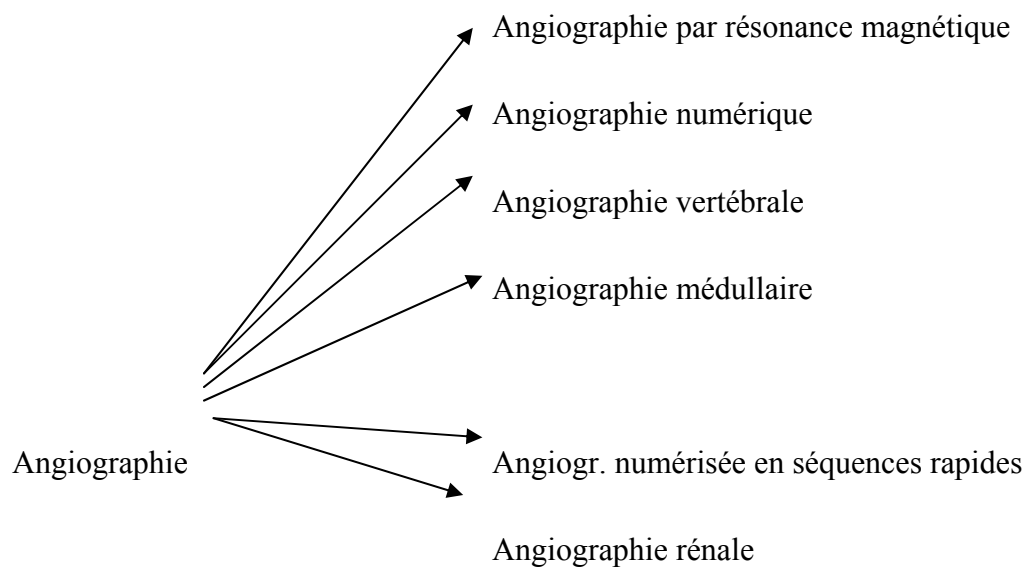 Angiographie par résonance magnétique
Angiographie numérique
Angiographie vertébrale
Angiographie médullaire
Angiographie
Angiogr. numérisée en séquences rapides
Angiographie rénale